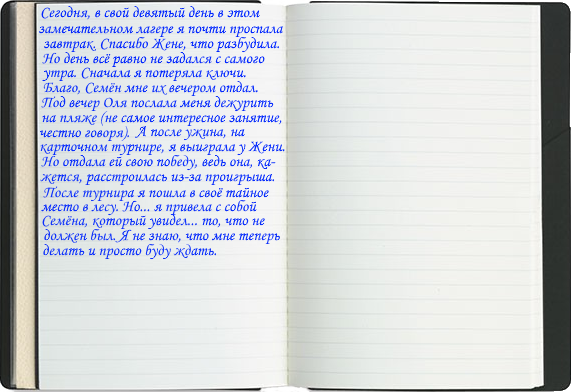 Сегодня, в свой девятый день в этом
замечательном лагере я почти проспала
завтрак. Спасибо Жене, что разбудила.
Но день всё равно не задался с самого
утра. Сначала я потеряла ключи.
Благо, Семён мне их вечером отдал.
Под вечер Оля послала меня дежурить
на пляже (не самое интересное занятие,
честно говоря). А после ужина, на
карточном турнире, я выиграла у Жени.
Но отдала ей свою победу, ведь она, ка-
жется, расстроилась из-за проигрыша.
После турнира я пошла в своё тайное
место в лесу. Но... я привела с собой
Семёна, который увидел... то, что не
должен был. Я не знаю, что мне теперь
делать и просто буду ждать.